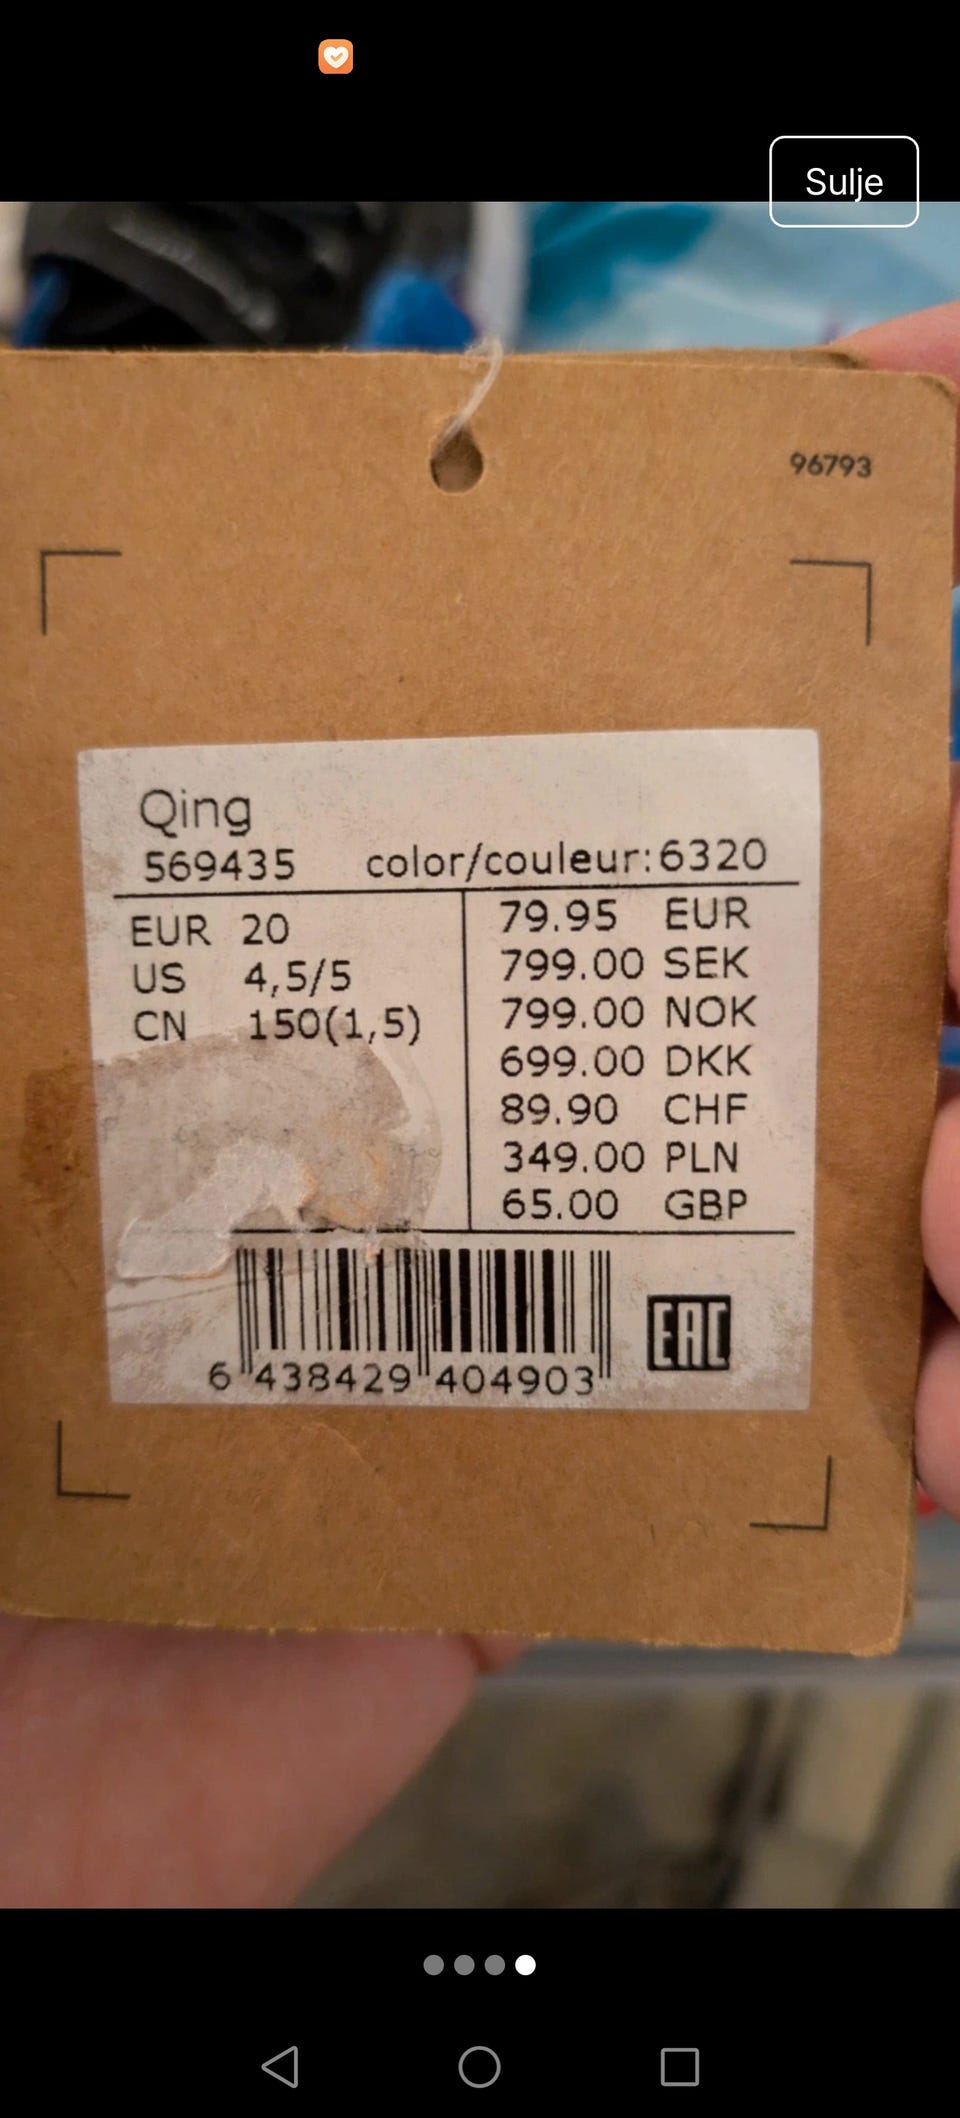 Sulje
96793
Qing
569435 color/couleur:6320
EUR 20
US 4,5/5
CN 150(1,5)
79.95 EUR
799.00 SEK
799.00 NOK
699.00 DKK
89.90 CHF
349.00 PLN
65.00 GBP
6 438429 404903
EAC